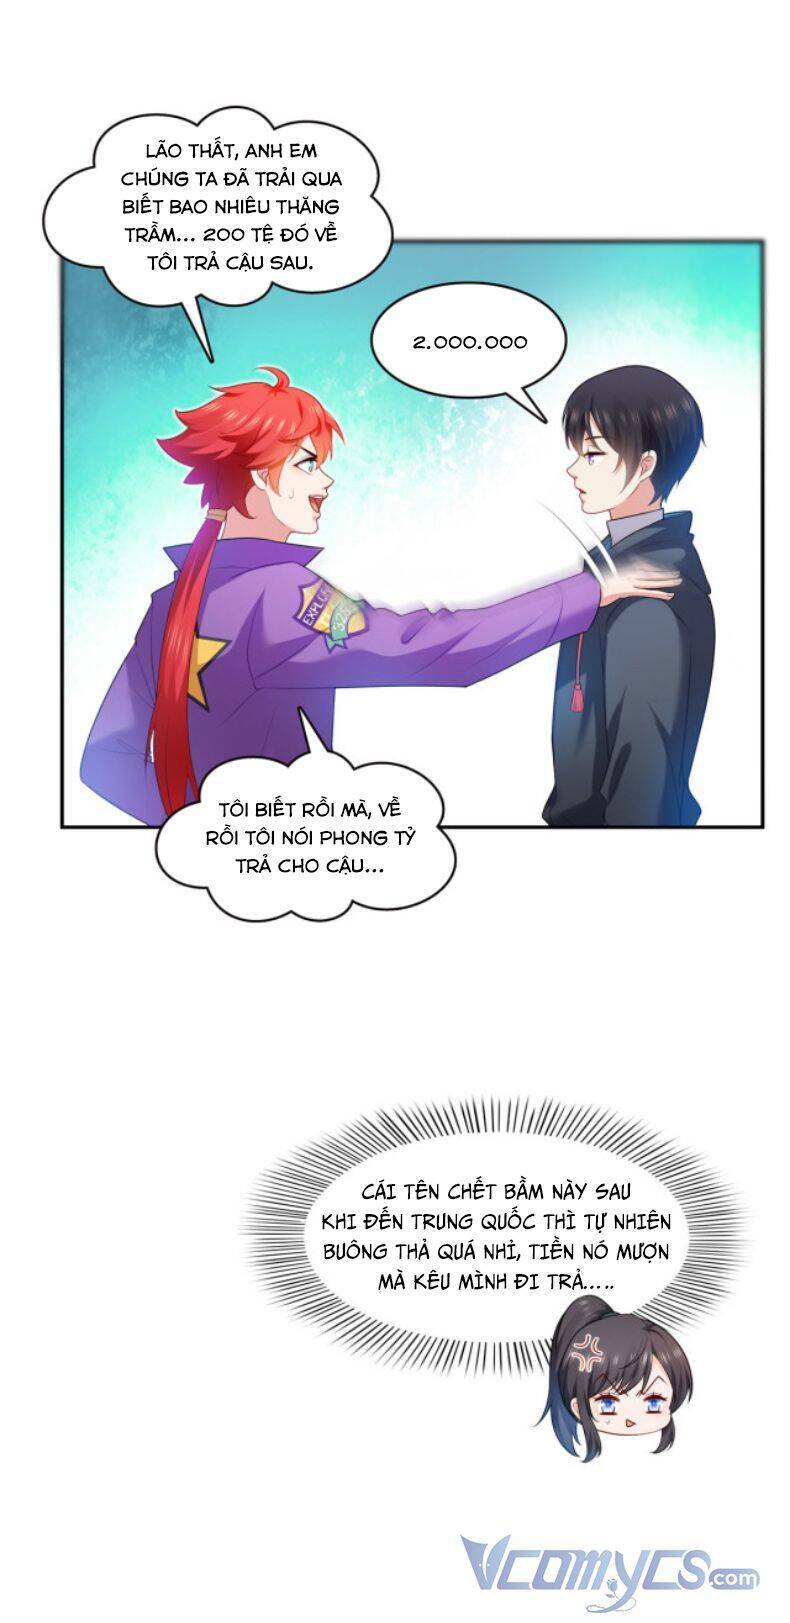 LÃO THẤT, ANH EM
CHÚNG TA ĐÃ TRẢI QUA
BIẾT BAO NHIÊU THĂNG
TRẦM... 200 TỆ ĐÓ VỀ
TÔI TRẢ CẬU SAU.
2.000.000
EXPLOR
325
TÔI BIẾT RỒI MÀ, VỀ
RỒI TÔI NÓI PHONG TỶ
TRẢ CHO CẬU...
CÁI TÊN CHẾT BẦM NÀY SAU
KHI ĐẾN TRUNG QUỐC THÌ TỰ NHIÊN
BUÔNG THẢ QUÁ NHỈ, TIỀN NÓ MƯỢN
MÀ KÊU MÌNH ĐI TRẢ.....
VCOMYCS.com